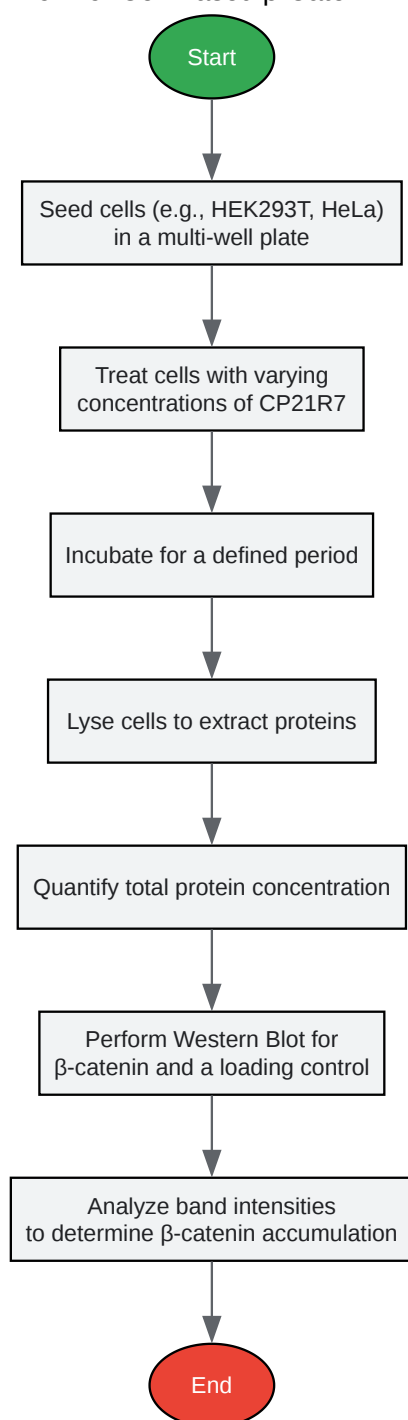 Start
Seed cells (e.g., HEK293T, HeLa)
in a multi-well plate
Treat cells with varying
concentrations of CP21R7
Incubate for a defined period
Lyse cells to extract proteins
Quantify total protein concentration
Perform Western Blot for
β-catenin and a loading control
Analyze band intensities
to determine β-catenin accumulation
End